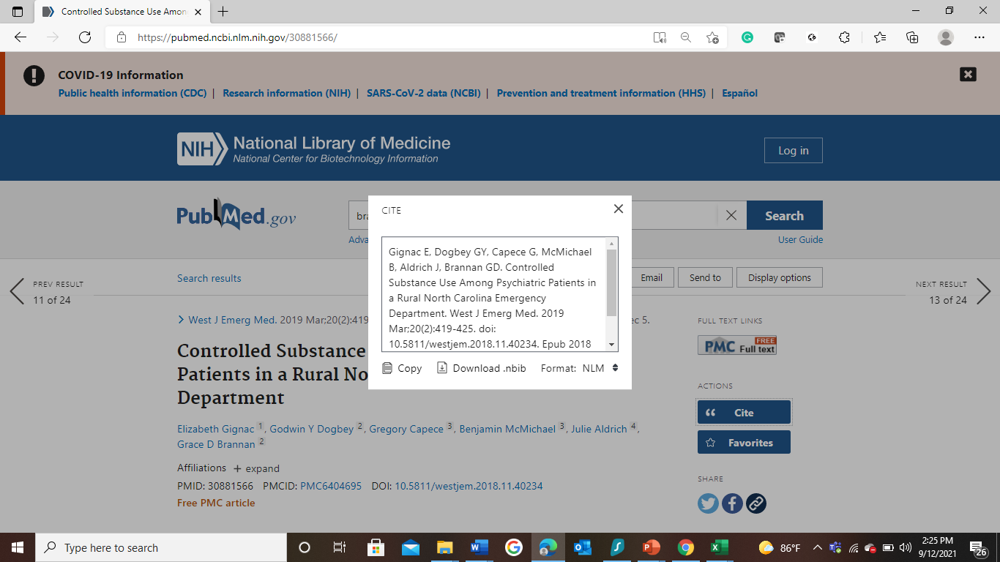 Controlled Substance Use Amon
https://pubmed.ncbi.nlm.nih.gov/30881566/
COVID-19 Information
Public health information (CDC) | Research information (NIH) | SARS-CoV-2 data (NCBI) | Prevention and treatment information (HHS) | Español
NIH National Library of Medicine
National Center for Biotechnology Information
Log in
PubMed.gov
bra
Search
Adva
User Guide
CITE
Gignac E, Dogbey GY, Capece G, McMichael
B, Aldrich J, Brannan GD. Controlled
Substance Use Among Psychiatric Patients in
a Rural North Carolina Emergency
Department. West J Emerg Med. 2019
Mar;20(2):419-425. doi:
10.5811/westjem.2018.11.40234. Epub 2018
Copy Download .nbib Format: NLM
PREV RESULT
11 of 24
Search results
Email Send to Display options
NEXT RESULT
13 of 24
West J Emerg Med. 2019 Mar;20(2):419
ec 5.
Controlled Substance
Patients in a Rural No
Department
Elizabeth Gignac 1, Godwin Y Dogbey 2, Gregory Capece 3, Benjamin McMichael 3, Julie Aldrich 4,
Grace D Brannan 2
Affiliations + expand
PMID: 30881566 PMCID: PMC6404695 DOI: 10.5811/westjem.2018.11.40234
Free PMC article
FULL TEXT LINKS
PMC FREE Full text
ACTIONS
Cite
Favorites
SHARE
Type here to search
86°F
2:25 PM
9/12/2021
26